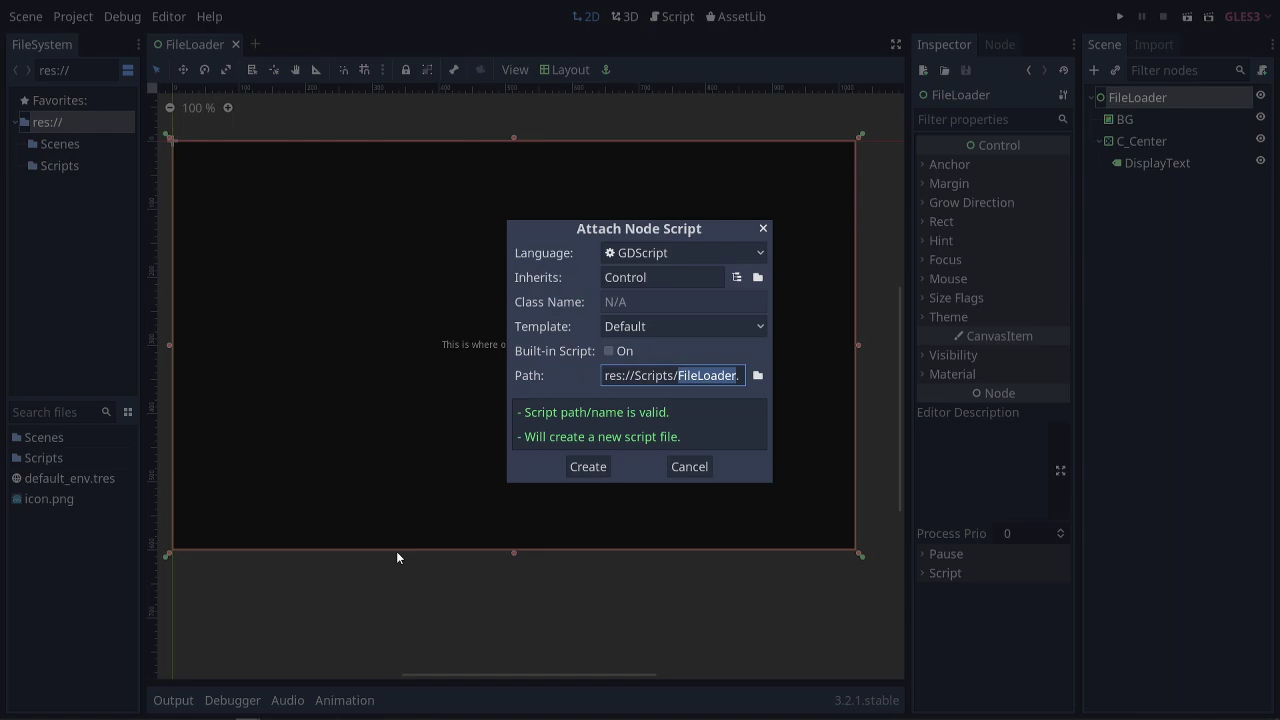 Scene Project Debug Editor Help
2D 3D Script AssetLib
GLES3
FileSystem
res://
Favorites:
res://
Scenes
Scripts
Search files
Scenes
Scripts
default_env.tres
icon.png
FileLoader
View Layout
100 %
This is where o
Attach Node Script
Language: GDScript
Inherits: Control
Class Name: N/A
Template: Default
Built-in Script: On
Path: res://Scripts/FileLoader.
- Script path/name is valid.
- Will create a new script file.
Create Cancel
Output Debugger Audio Animation 3.2.1.stable
Inspector Node
FileLoader
Filter properties
Control
Anchor
Margin
Grow Direction
Rect
Hint
Focus
Mouse
Size Flags
Theme
CanvasItem
Visibility
Material
Node
Editor Description
Process Prio 0
Pause
Script
Scene Import
Filter nodes
FileLoader
BG
C_Center
DisplayText